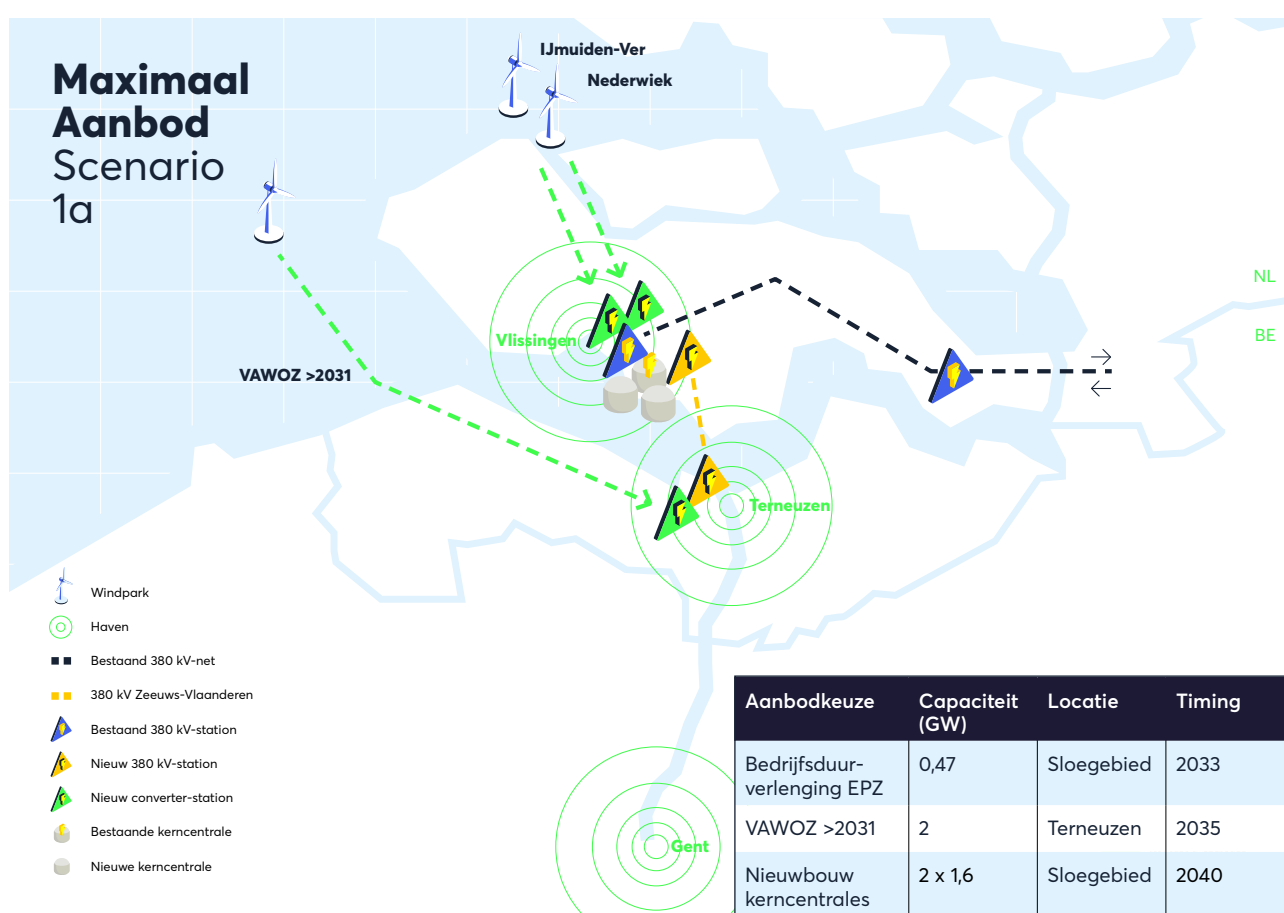 Maximaal
Aanbod
Scenario
1a
IJmuiden-Ver
Nederwiek
NL
BE
Vlissingen
VAWOZ >2031
Terneuzen
Gent
Windpark
Haven
Bestaand 380 kV-net
380 kV Zeeuws-Vlaanderen
Bestaand 380 kV-station
Nieuw 380 kV-station
Nieuw converter-station
Bestaande kerncentrale
Nieuwe kerncentrale
Aanbodkeuze Capaciteit (GW) Locatie Timing
Bedrijfsduur-
verlenging EPZ 0,47 Sloegebied 2033
VAWOZ >2031 2 Terneuzen 2035
Nieuwbouw
kerncentrales 2 x 1,6 Sloegebied 2040